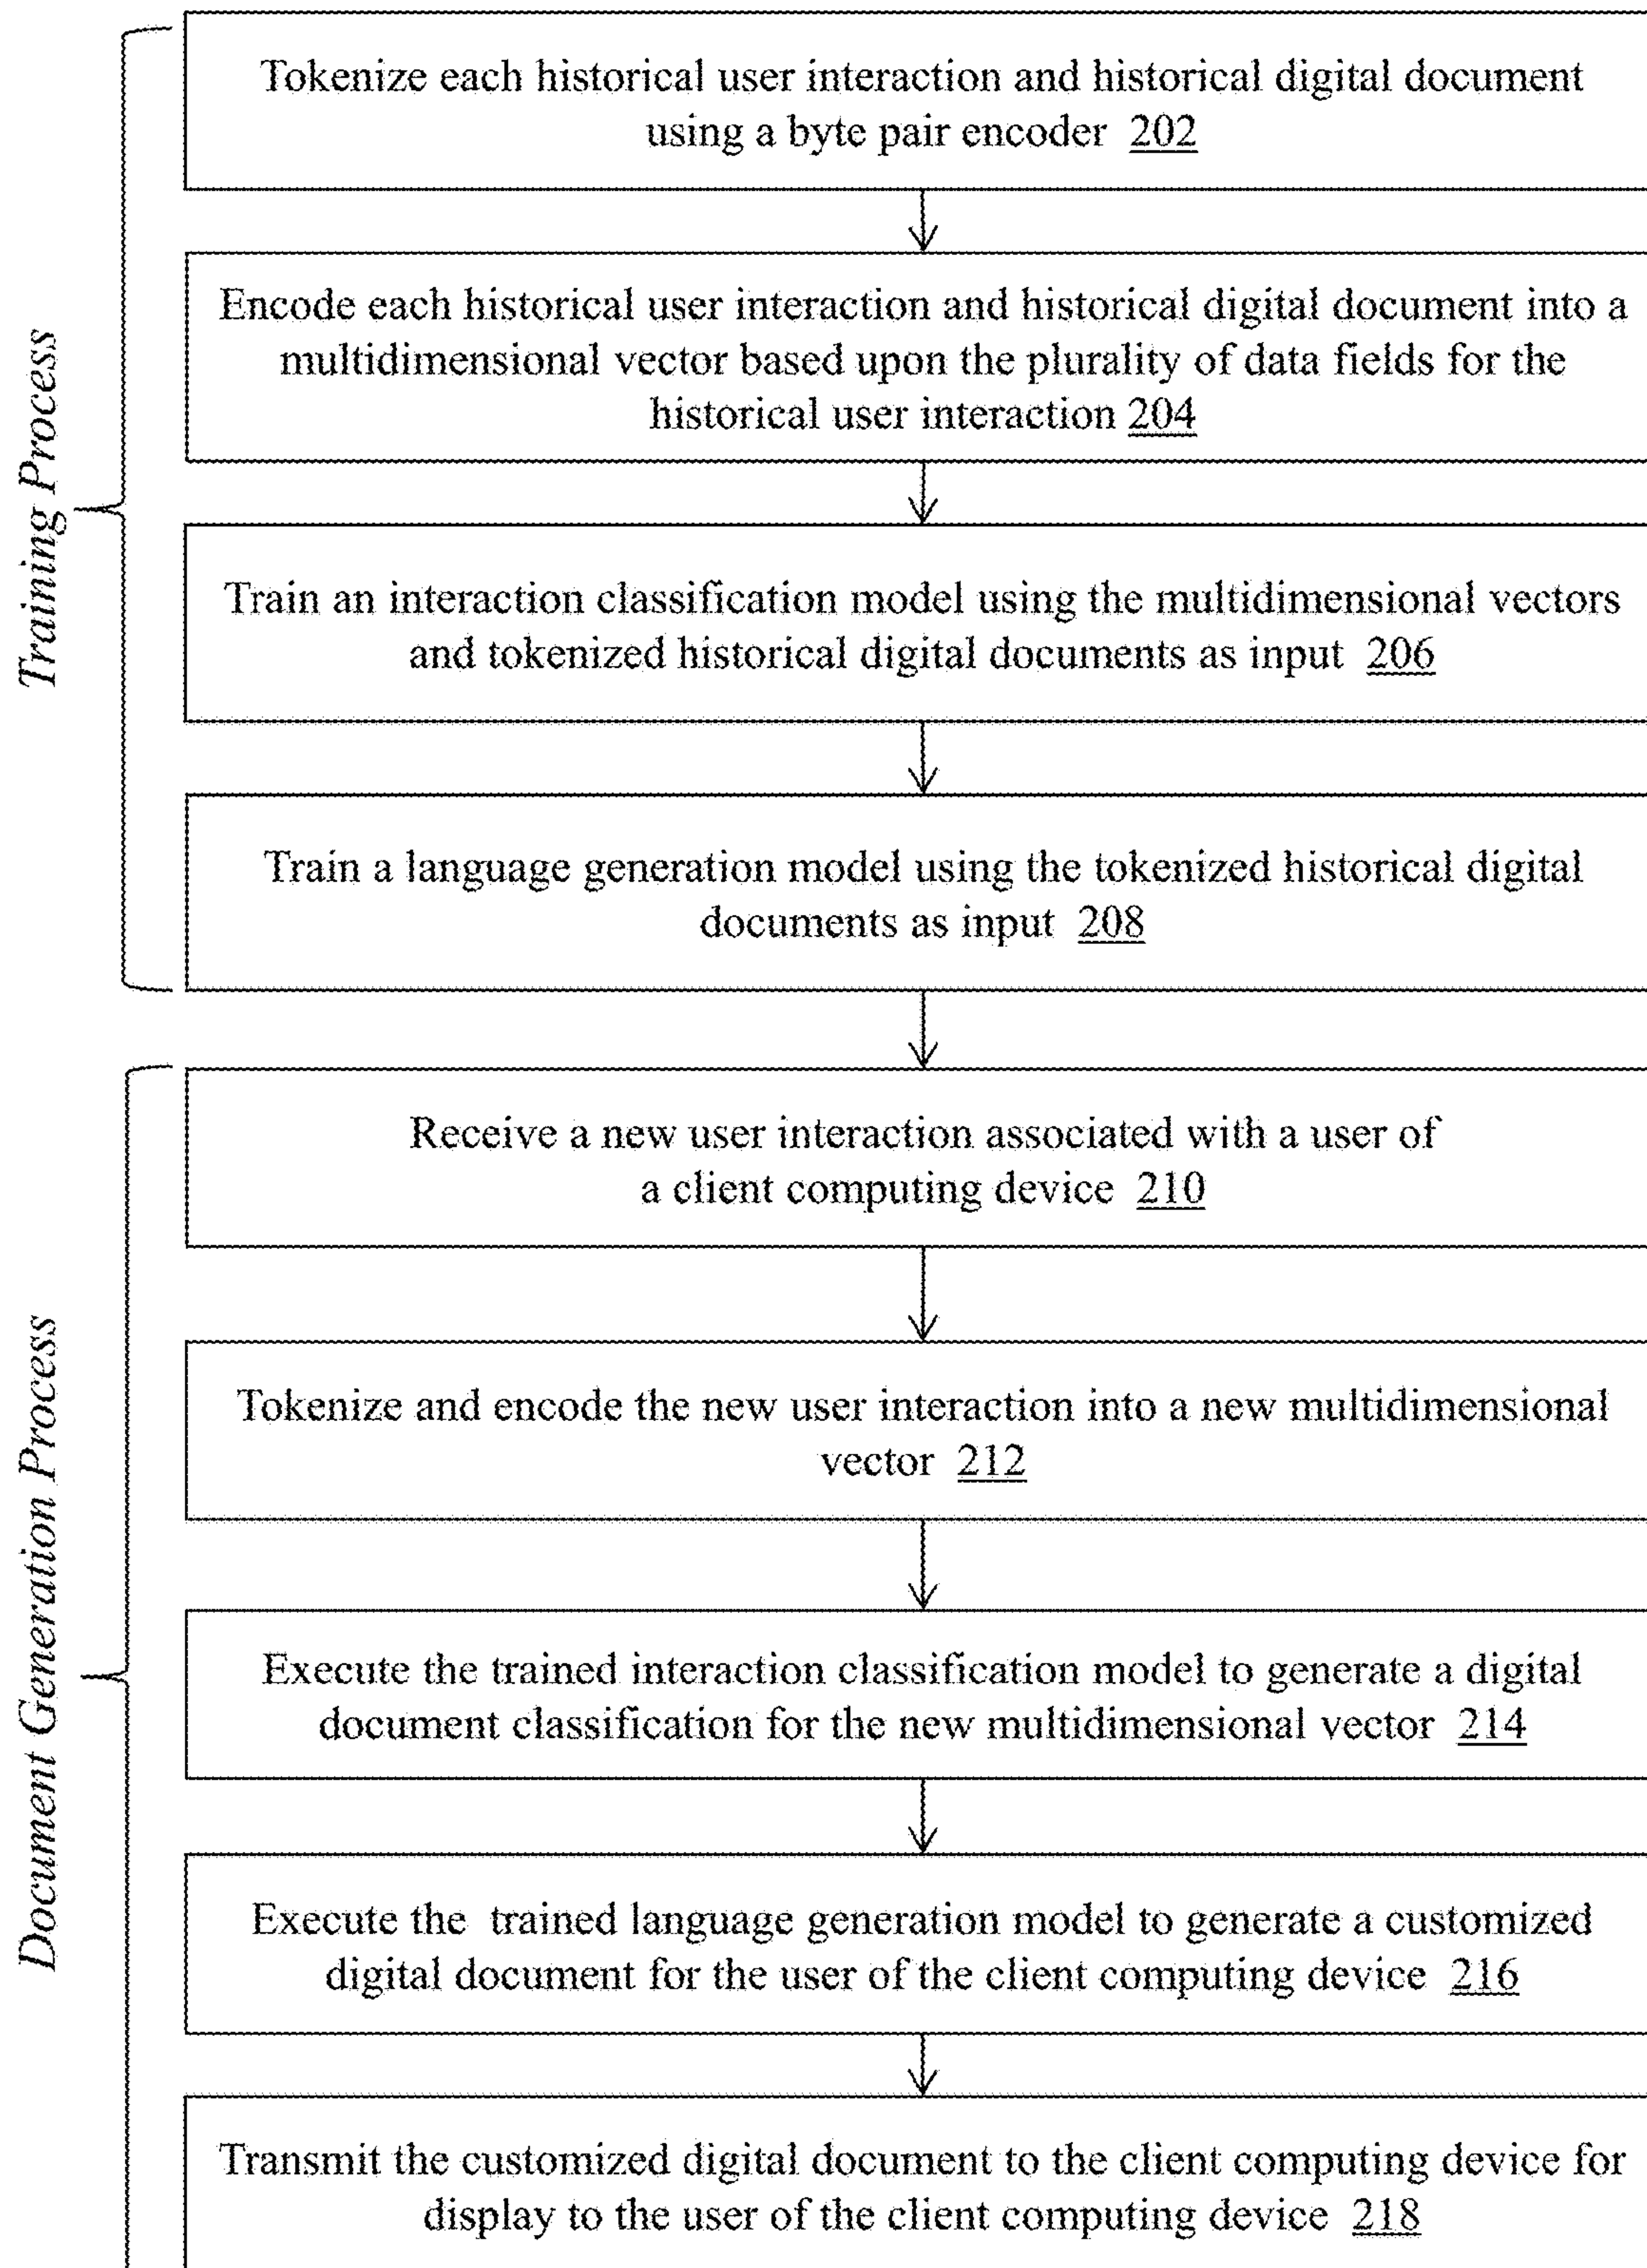 Training Process
Tokenize each historical user interaction and historical digital document
using a byte pair encoder 202
Encode each historical user interaction and historical digital document into a
multidimensional vector based upon the plurality of data fields for the
historical user interaction 204
Train an interaction classification model using the multidimensional vectors
and tokenized historical digital documents as input 206
Train a language generation model using the tokenized historical digital
documents as input 208
Document Generation Process
Receive a new user interaction associated with a user of
a client computing device 210
Tokenize and encode the new user interaction into a new multidimensional
vector 212
Execute the trained interaction classification model to generate a digital
document classification for the new multidimensional vector 214
Execute the trained language generation model to generate a customized
digital document for the user of the client computing device 216
Transmit the customized digital document to the client computing device for
display to the user of the client computing device 218